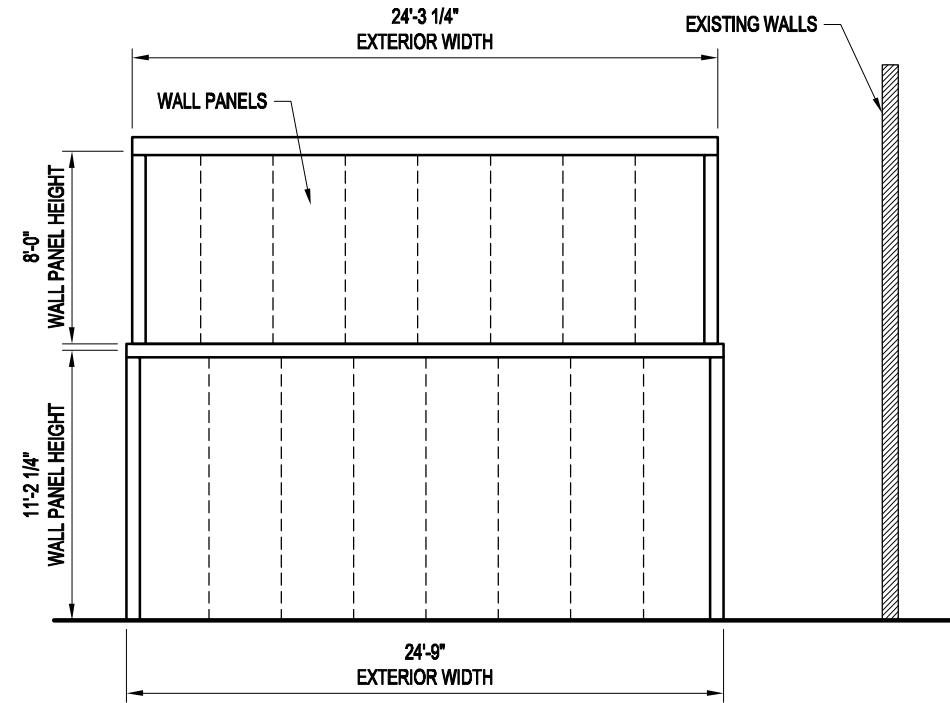 24'-3 1/4"
EXTERIOR WIDTH
EXISTING WALLS
WALL PANELS
8'-0"
WALL PANEL HEIGHT
11'-2 1/4"
WALL PANEL HEIGHT
24'-9"
EXTERIOR WIDTH